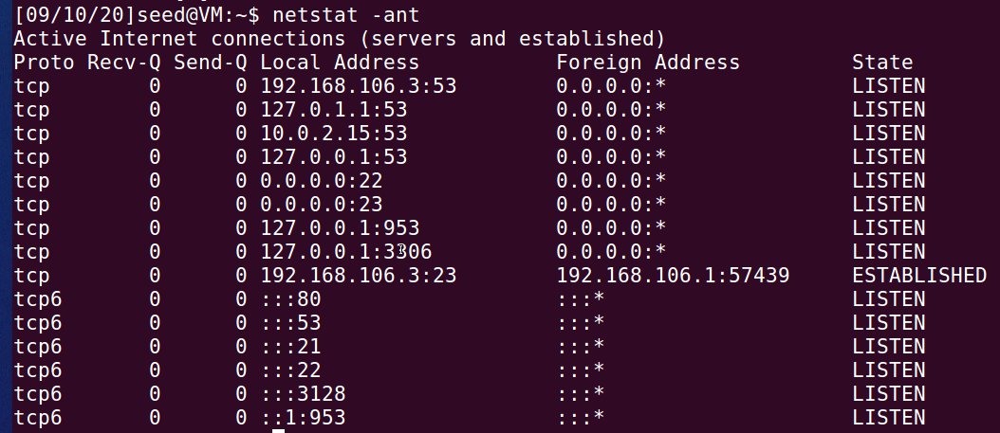 [09/10/20]seed@VM:~$ netstat -ant
Active Internet connections (servers and established)
Proto Recv-Q Send-Q Local Address           Foreign Address         State
tcp        0      0 192.168.106.3:53        0.0.0.0:*               LISTEN
tcp        0      0 127.0.1.1:53            0.0.0.0:*               LISTEN
tcp        0      0 10.0.2.15:53            0.0.0.0:*               LISTEN
tcp        0      0 127.0.0.1:53            0.0.0.0:*               LISTEN
tcp        0      0 0.0.0.0:22              0.0.0.0:*               LISTEN
tcp        0      0 0.0.0.0:23              0.0.0.0:*               LISTEN
tcp        0      0 127.0.0.1:953           0.0.0.0:*               LISTEN
tcp        0      0 127.0.0.1:3306          0.0.0.0:*               LISTEN
tcp        0      0 192.168.106.3:23        192.168.106.1:57439     ESTABLISHED
tcp6       0      0 :::80                   :::*                    LISTEN
tcp6       0      0 :::53                   :::*                    LISTEN
tcp6       0      0 :::21                   :::*                    LISTEN
tcp6       0      0 :::22                   :::*                    LISTEN
tcp6       0      0 :::3128                 :::*                    LISTEN
tcp6       0      0 ::1:953                 :::*                    LISTEN